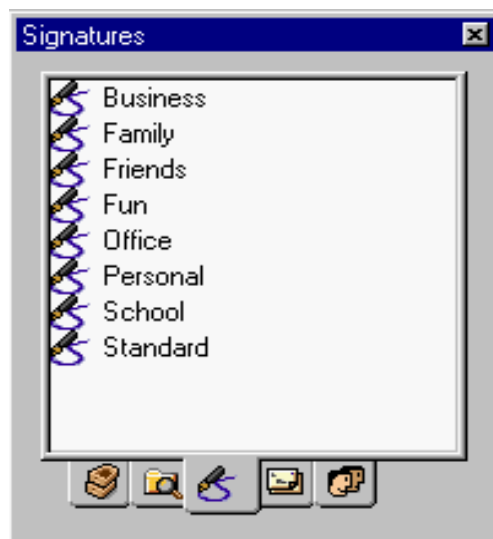 Signatures
Business
Family
Friends
Fun
Office
Personal
School
Standard